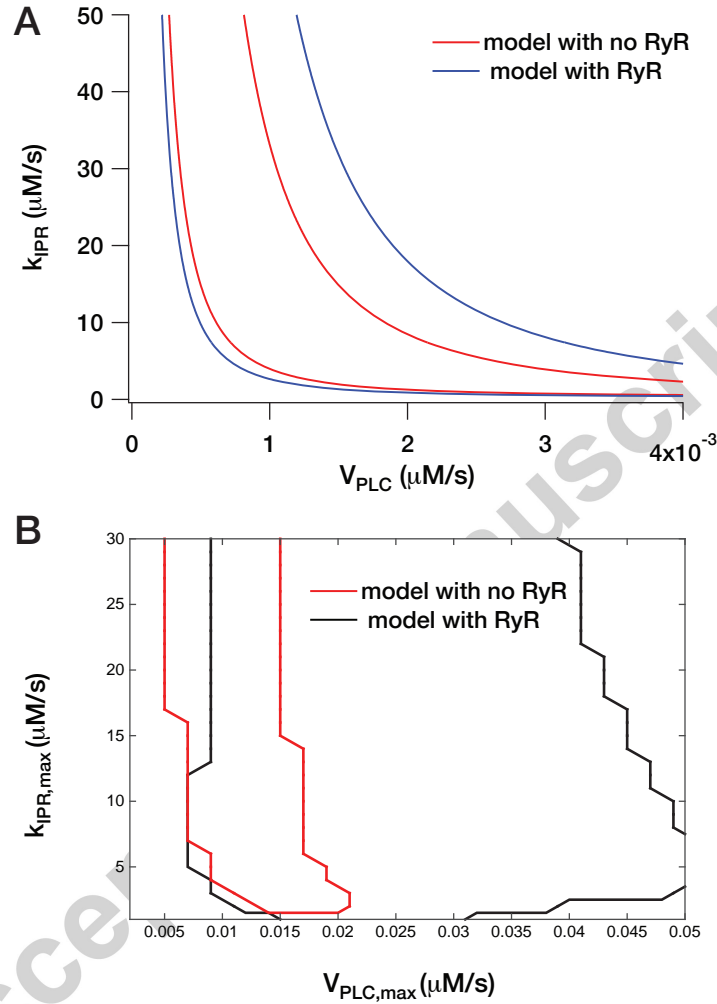 A
50
40
30
20
10
0
k_IPR (μM/s)
model with no RyR
model with RyR
0 1 2 3 4x10⁻³
V_PLC (μM/s)
B
30
25
20
15
10
5
k_IPR,max (μM/s)
model with no RyR
model with RyR
0.005 0.01 0.015 0.02 0.025 0.03 0.035 0.04 0.045 0.05
V_PLC,max (μM/s)